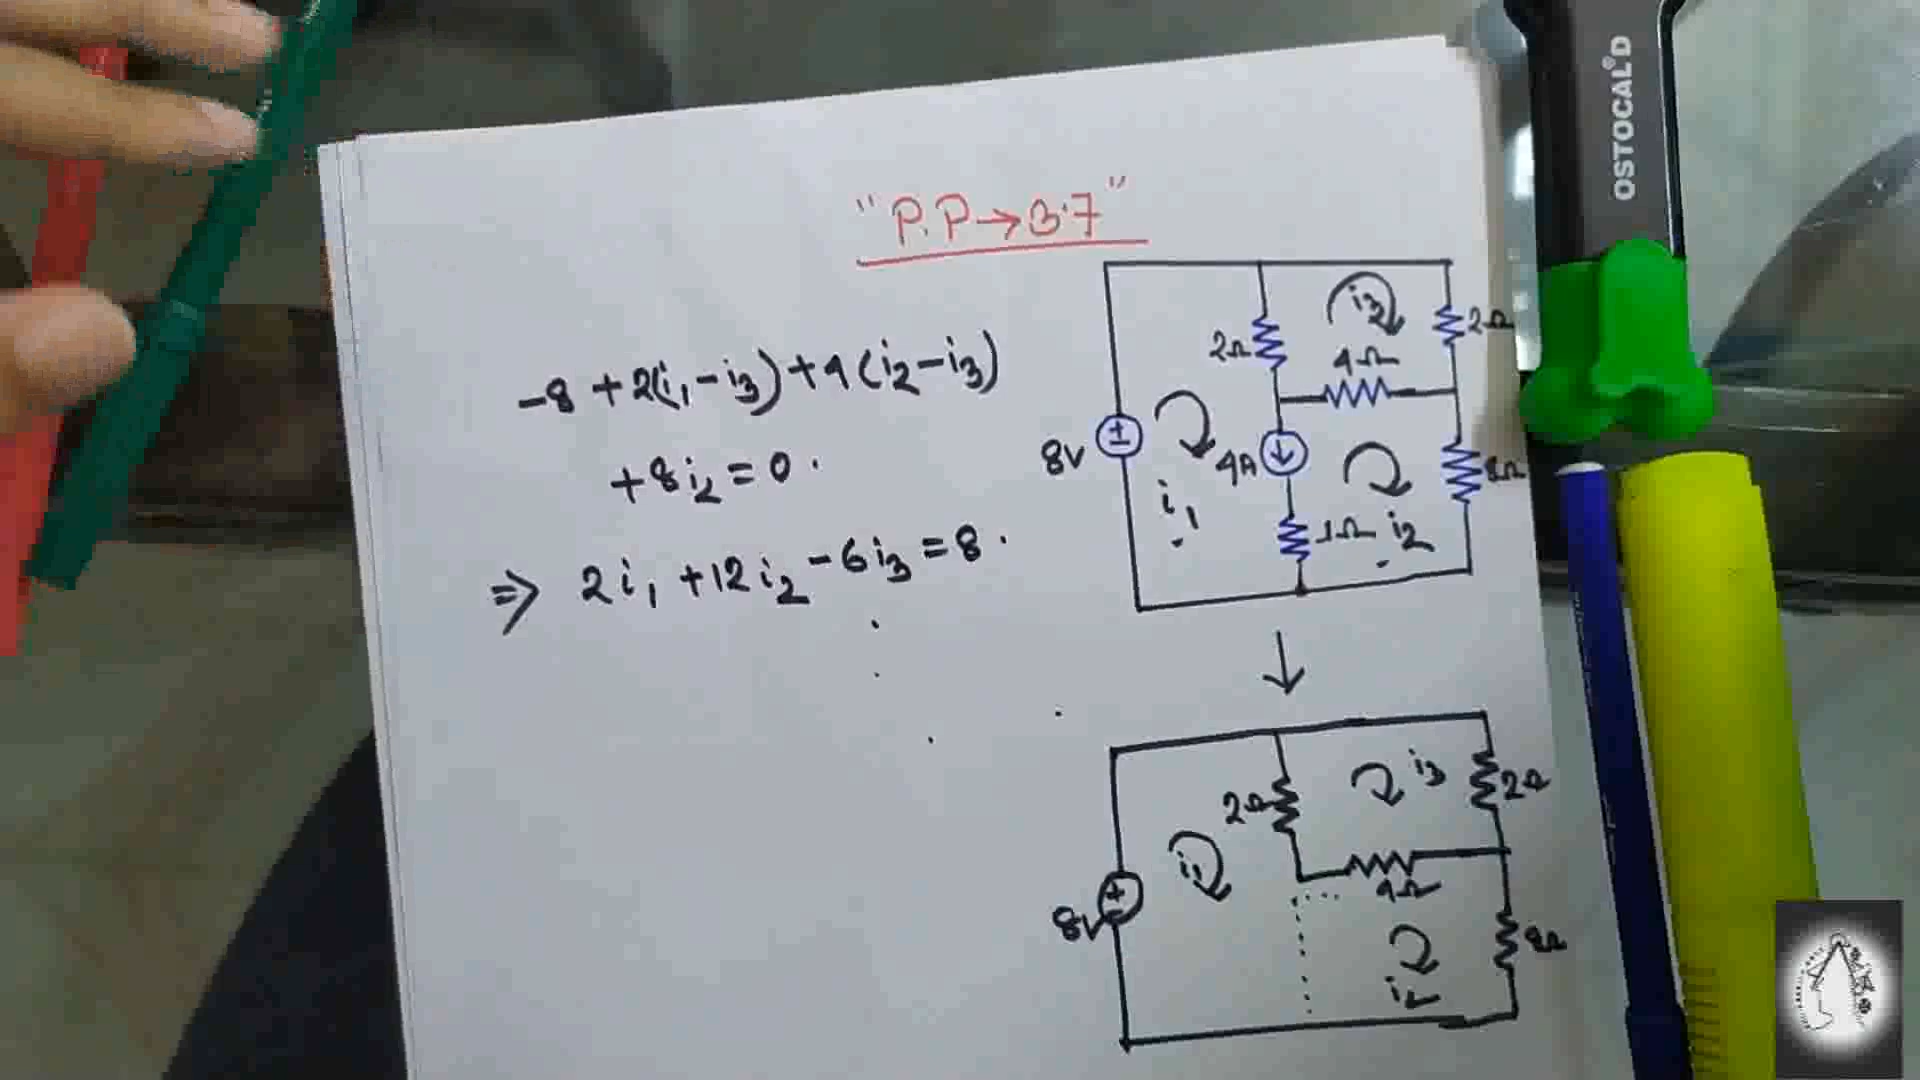 "P.P→3.7"
-8 + 2(i₁ - i₃) + 4(i₂ - i₃)
+ 8i₂ = 0.
⇒ 2i₁ + 12i₂ - 6i₃ = 8.
i₃
2Ω
2Ω
4Ω
8V
4A
8Ω
i₁
1Ω
i₂
↓
i₃
2Ω
2Ω
i₁
4Ω
8V
8Ω
i₂
OSTOCAL®D